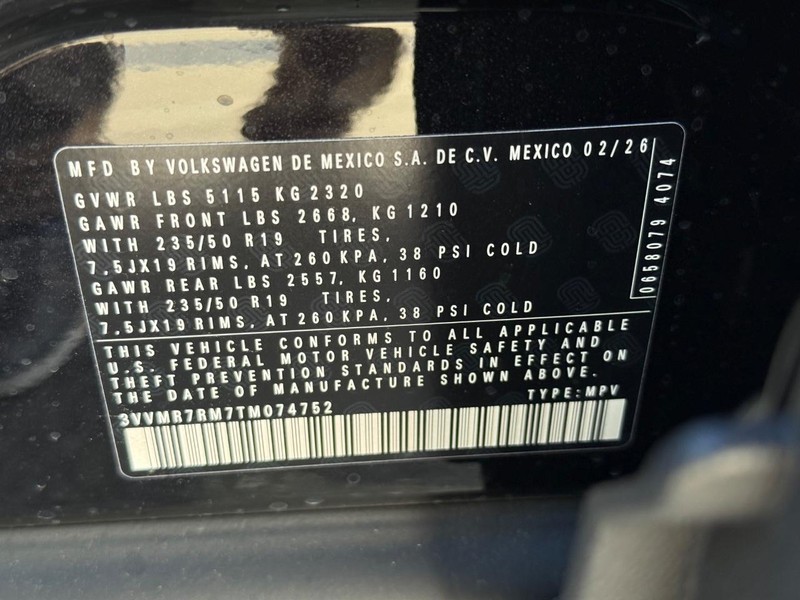 MFD BY VOLKSWAGEN DE MEXICO S.A. DE C.V. MEXICO 02/26
GVWR LBS 5115 KG 2320
GAWR FRONT LBS 2668, KG 1210
WITH 235/50 R19 TIRES,
7,5JX19 RIMS, AT 260 KPA, 38 PSI COLD
GAWR REAR LBS 2557, KG 1160
WITH 235/50 R19 TIRES,
7,5JX19 RIMS, AT 260 KPA, 38 PSI COLD
0658079 4074
THIS VEHICLE CONFORMS TO ALL APPLICABLE
U.S. FEDERAL MOTOR VEHICLE SAFETY AND
THEFT PREVENTION STANDARDS IN EFFECT ON
THE DATE OF MANUFACTURE SHOWN ABOVE.
3VVMR7RM7TM074752 TYPE: MPV